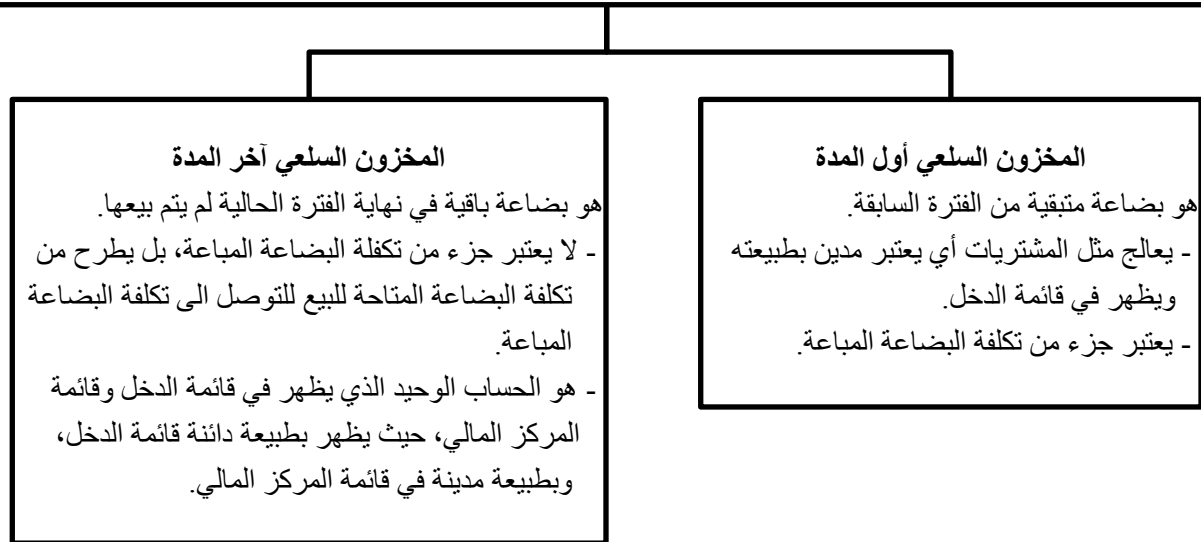 المخزون السلعي أول المدة
هو بضاعة متبقية من الفترة السابقة.
- يعالج مثل المشتريات أي يعتبر مدين بطبيعته
ويظهر في قائمة الدخل.
- يعتبر جزء من تكلفة البضاعة المباعة.
المخزون السلعي آخر المدة
هو بضاعة باقية في نهاية الفترة الحالية لم يتم بيعها.
- لا يعتبر جزء من تكفلة البضاعة المباعة، بل يطرح من
تكلفة البضاعة المتاحة للبيع للتوصل الى تكلفة البضاعة
المباعة.
- هو الحساب الوحيد الذي يظهر في قائمة الدخل وقائمة
المركز المالي، حيث يظهر بطبيعة دائنة قائمة الدخل،
وبطبيعة مدينة في قائمة المركز المالي.